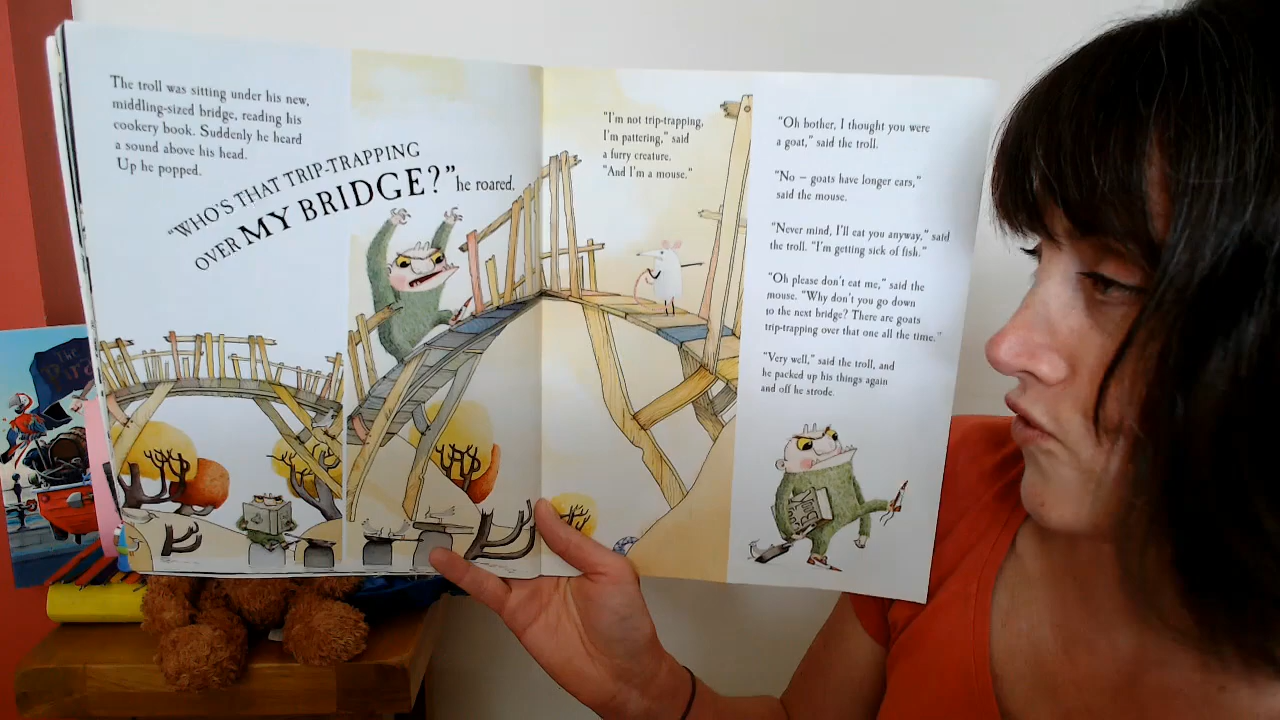 The troll was sitting under his new,
middling-sized bridge, reading his
cookery book. Suddenly he heard
a sound above his head.
Up he popped.
"WHO'S THAT TRIP-TRAPPING
OVER MY BRIDGE?" he roared.
"I'm not trip-trapping,
I'm pattering," said
a furry creature.
"And I'm a mouse."
"Oh bother, I thought you were
a goat," said the troll.
"No – goats have longer ears,"
said the mouse.
"Never mind, I'll eat you anyway," said
the troll. "I'm getting sick of fish."
"Oh please don't eat me," said the
mouse. "Why don't you go down
to the next bridge? There are goats
trip-trapping over that one all the time."
"Very well," said the troll, and
he packed up his things again
and off he strode.
The